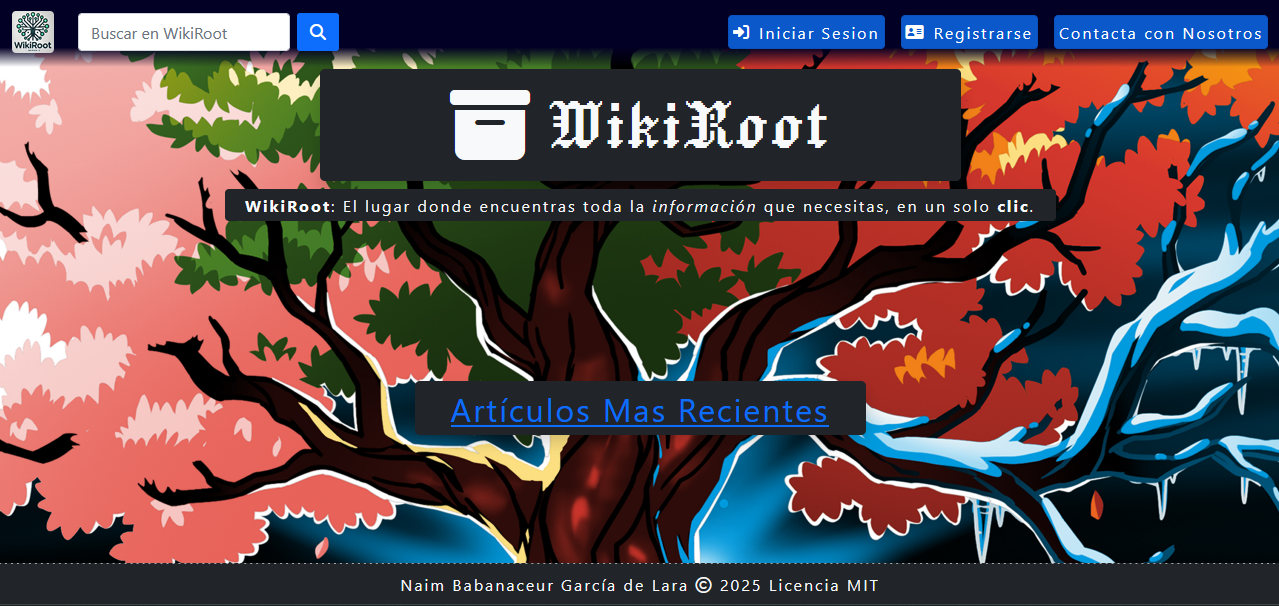 WikiRoot
Buscar en WikiRoot
Iniciar Sesion
Registrarse
Contacta con Nosotros
WikiRoot
WikiRoot: El lugar donde encuentras toda la información que necesitas, en un solo clic.
Artículos Mas Recientes
Naim Babanaceur García de Lara © 2025 Licencia MIT